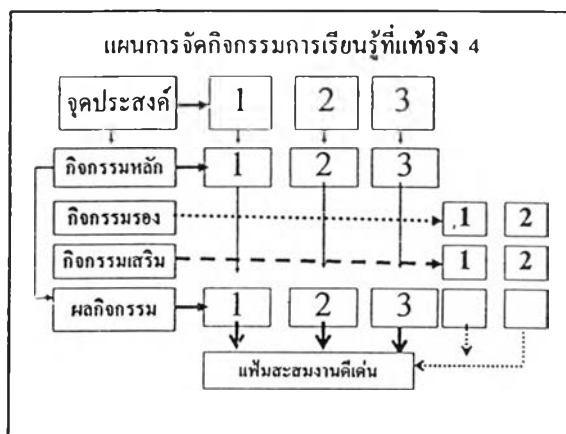 แผนการจัดกิจกรรมการเรียนรู้ที่แท้จริง 4
จุดประสงค์ 1 2 3
กิจกรรมหลัก 1 2 3
กิจกรรมรอง 1 2
กิจกรรมเสริม 1 2
ผลกิจกรรม 1 2 3
แฟ้มสะสมงานดีเด่น